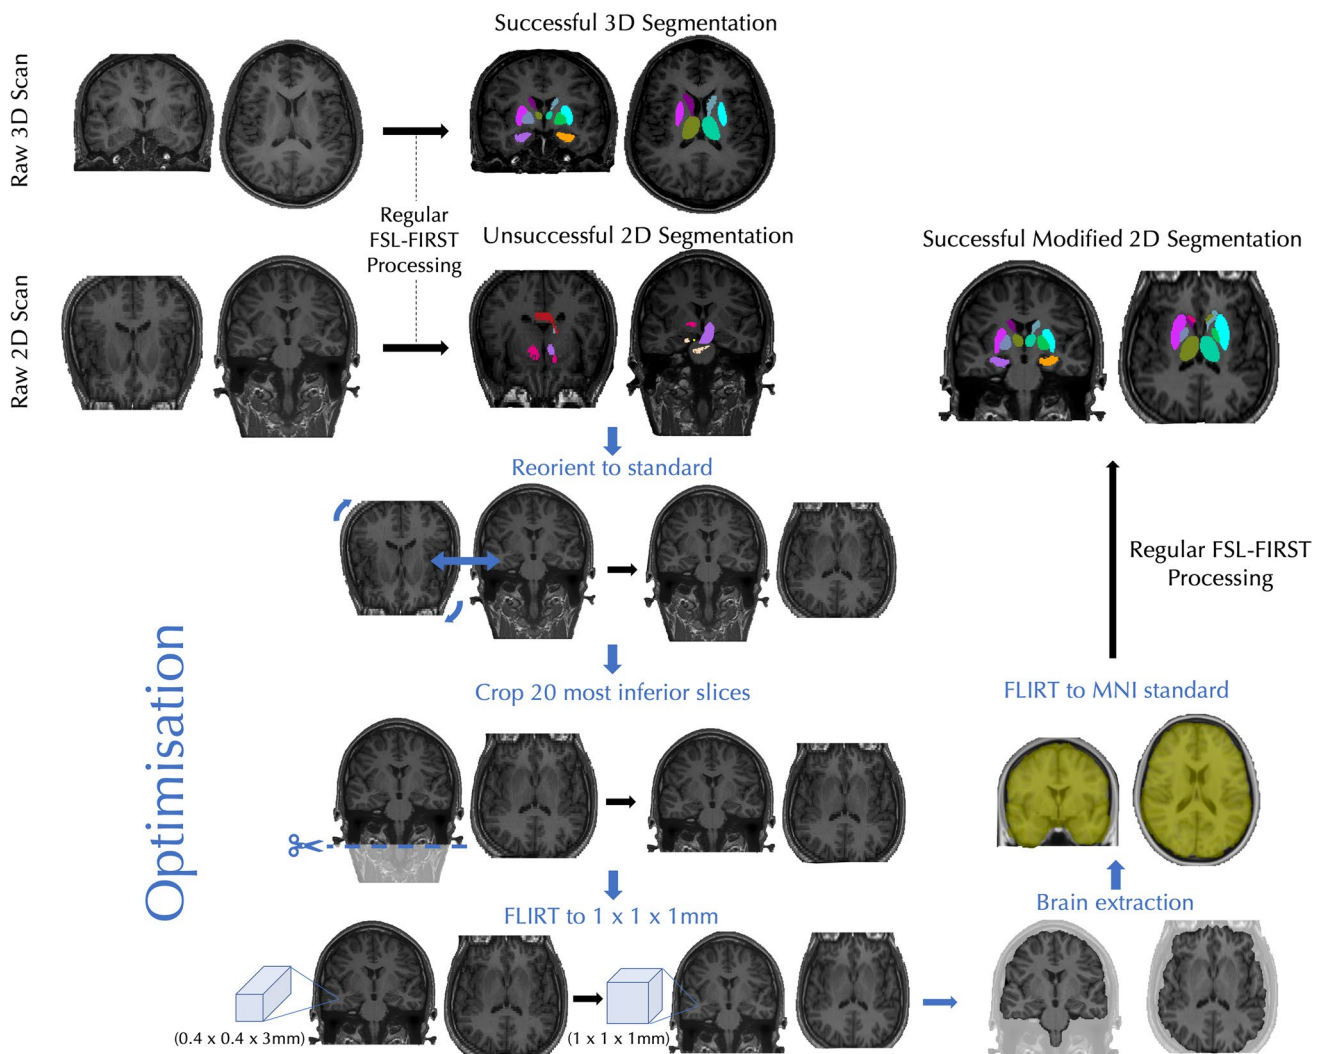 Successful 3D Segmentation
Raw 3D Scan
Regular
FSL-FIRST
Processing
Unsuccessful 2D Segmentation
Successful Modified 2D Segmentation
Raw 2D Scan
Reorient to standard
Regular FSL-FIRST
Processing
Optimisation
Crop 20 most inferior slices
FLIRT to MNI standard
FLIRT to 1 x 1 x 1mm
Brain extraction
(0.4 x 0.4 x 3mm)
(1 x 1 x 1mm)